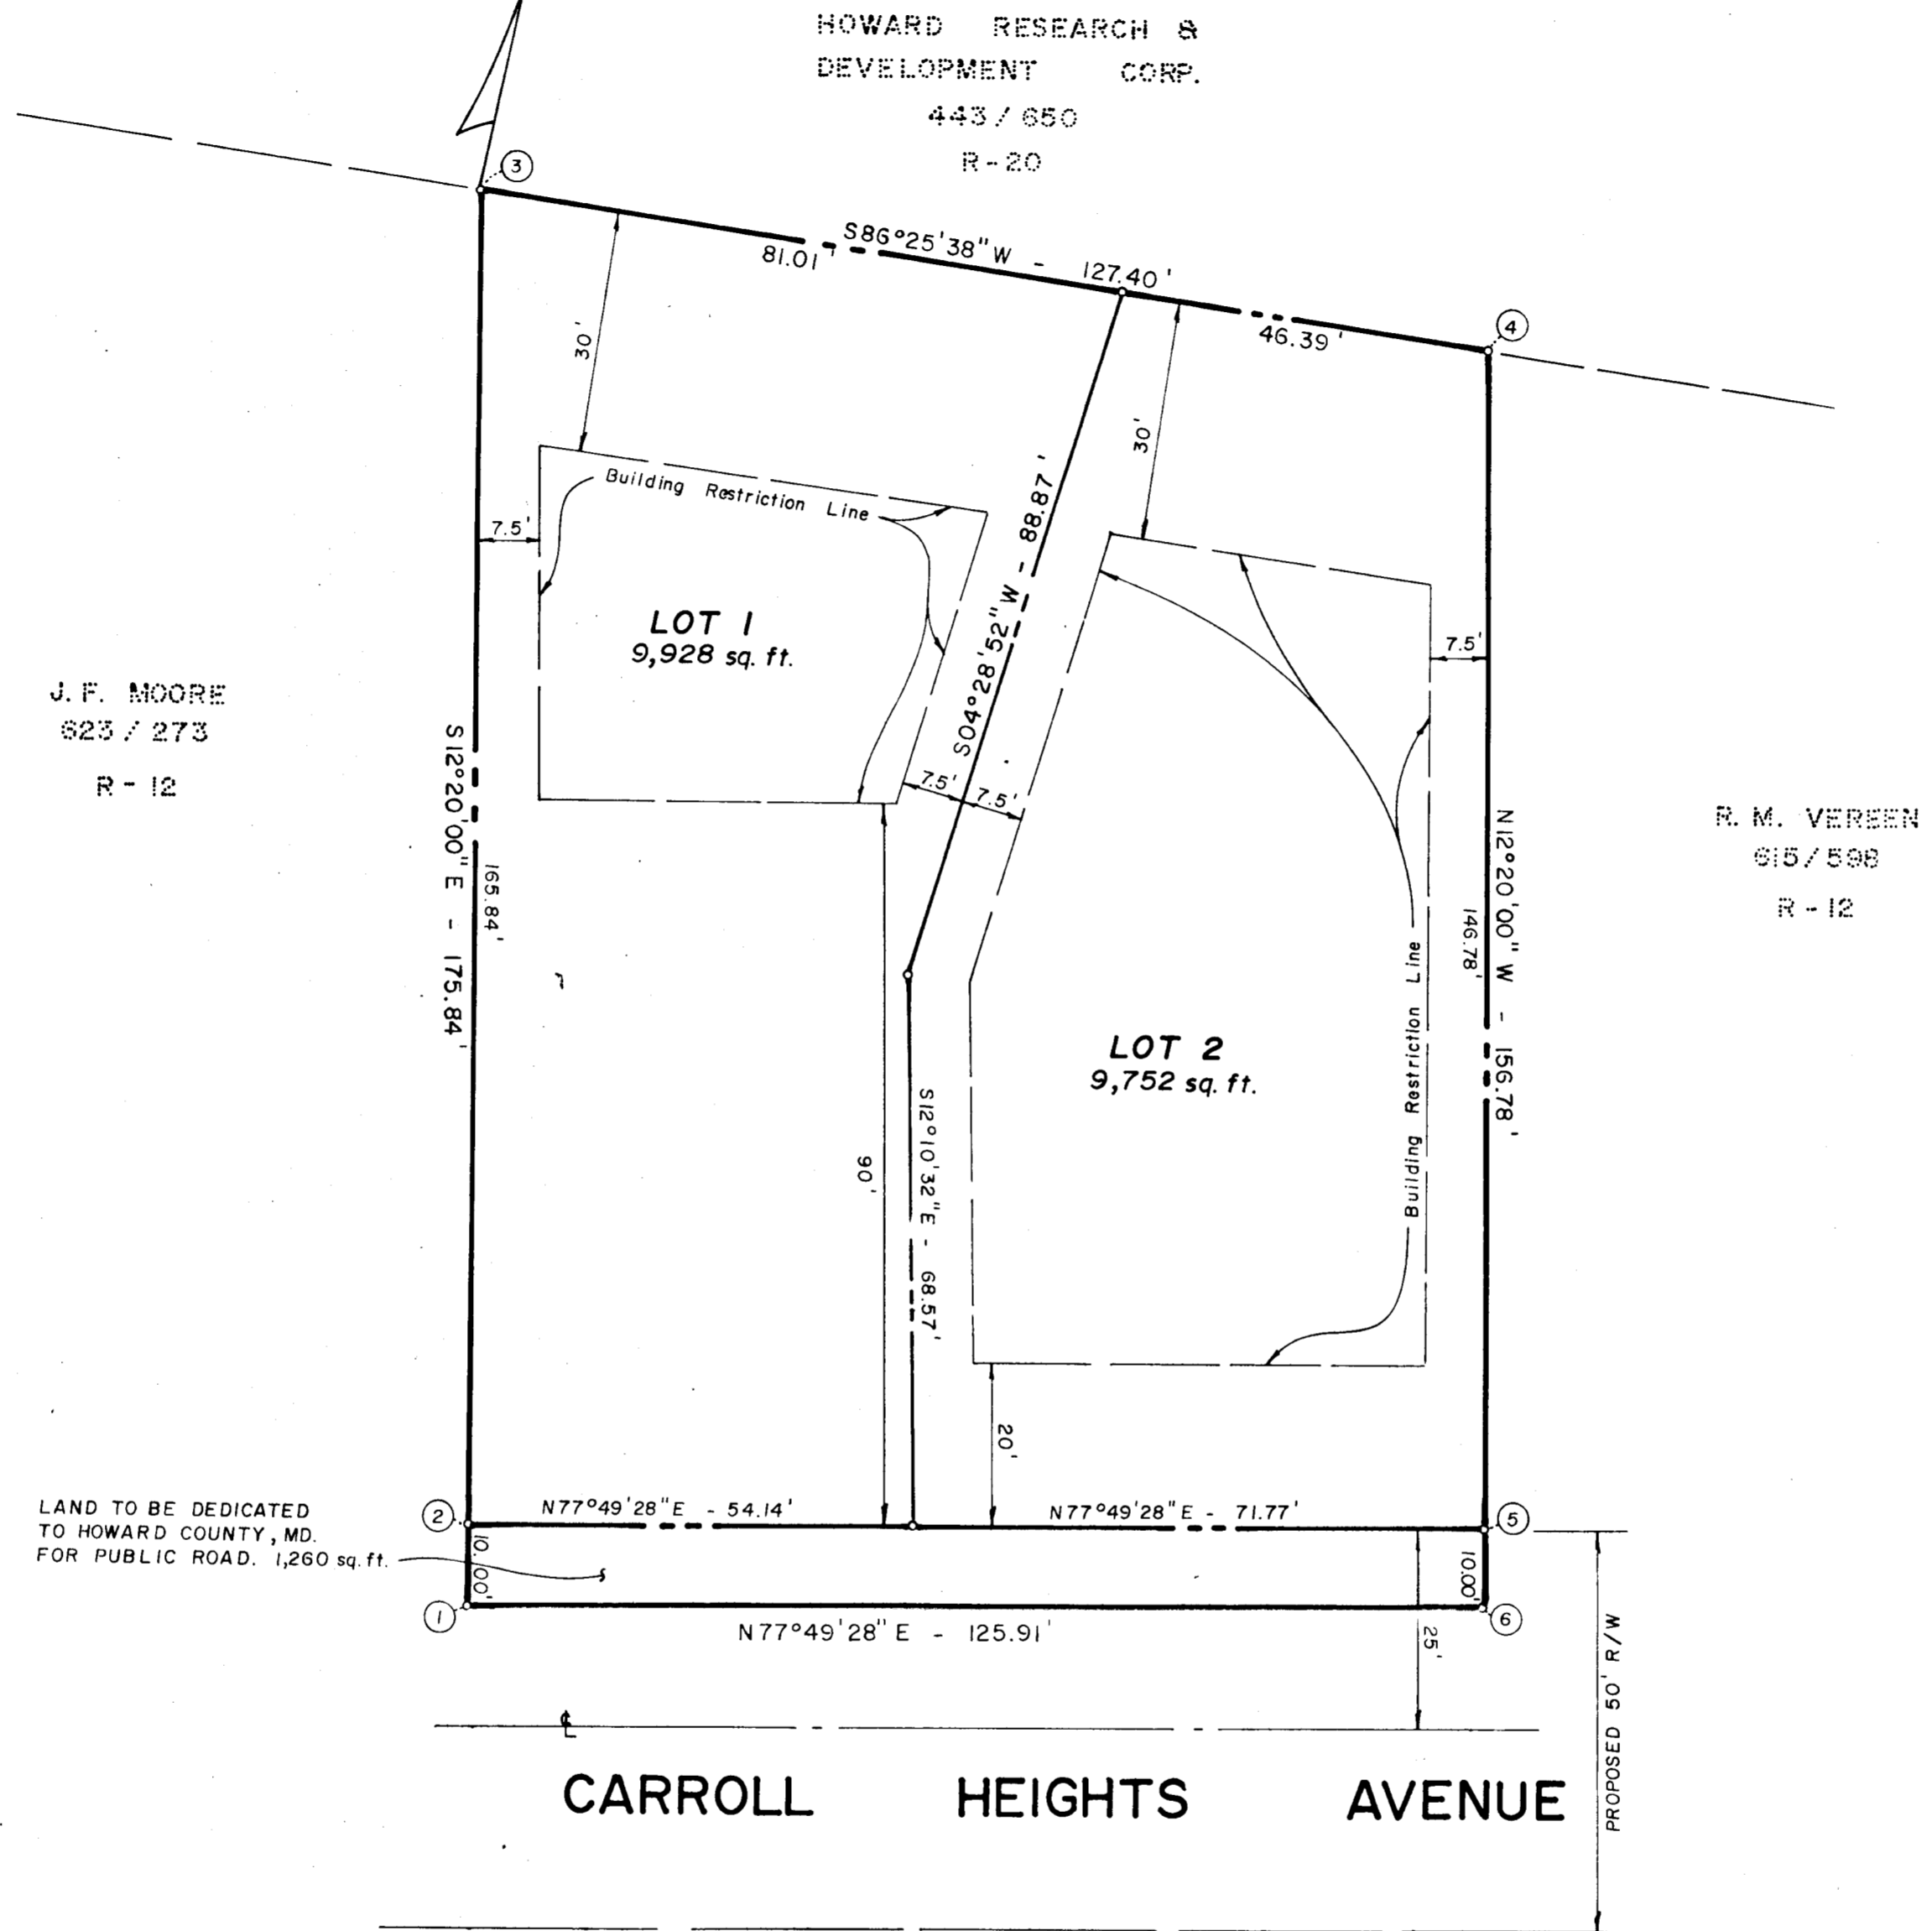 HOWARD RESEARCH &
DEVELOPMENT CORP.
443 / 650
R - 20
3
S86°25'38"W - 127.40'
81.01'
46.39'
4
30'
30'
Building Restriction Line
7.5'
S04°28'52"W - 88.87'
LOT 1
9,928 sq. ft.
7.5'
J. F. MOORE
623 / 273
R - 12
S12°20'00"E - 175.84'
165.84'
7.5'
7.5'
R. M. VEREEN
615 / 598
R - 12
N12°20'00"W - 156.78'
146.78'
Building Restriction Line
LOT 2
9,752 sq. ft.
90'
S12°10'32"E - 68.57'
20'
LAND TO BE DEDICATED
TO HOWARD COUNTY, MD.
FOR PUBLIC ROAD. 1,260 sq. ft.
2
N77°49'28"E - 54.14'
N77°49'28"E - 71.77'
5
10.00'
10.00'
1
6
N77°49'28"E - 125.91'
25'
PROPOSED 50' R/W
CARROLL HEIGHTS AVENUE